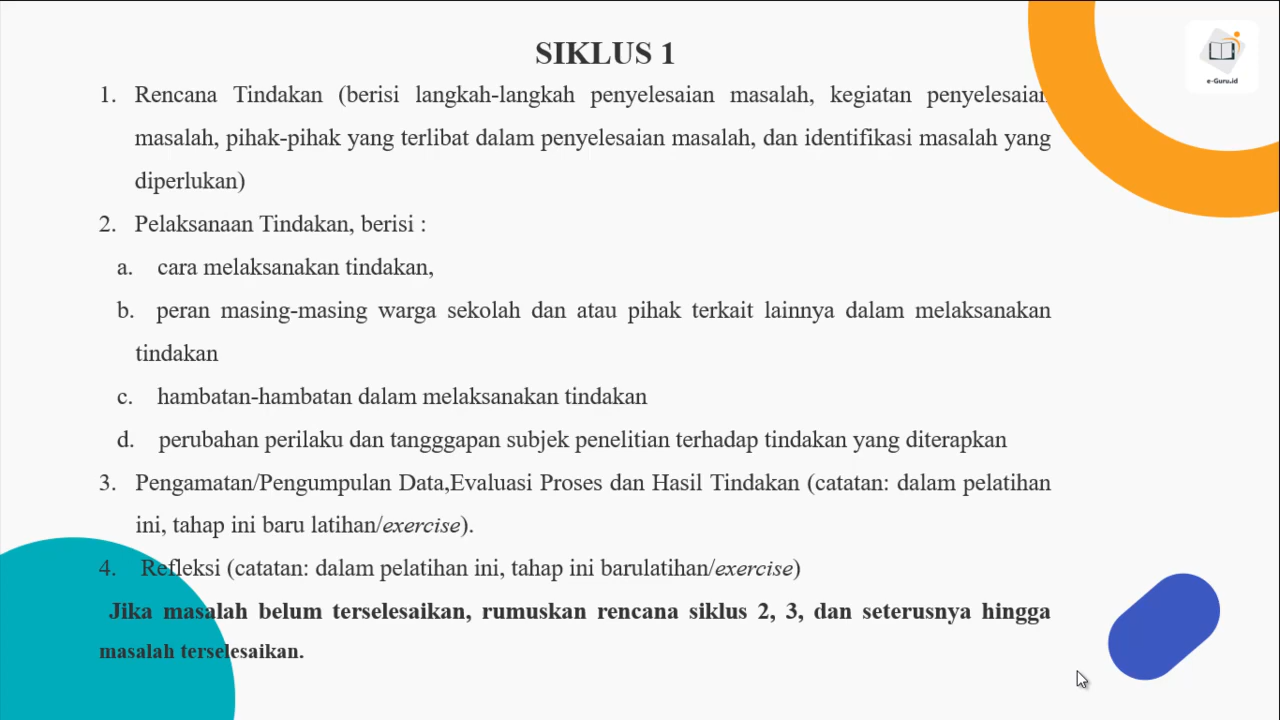 SIKLUS 1
e-Guru.id
1. Rencana Tindakan (berisi langkah-langkah penyelesaian masalah, kegiatan penyelesaian
masalah, pihak-pihak yang terlibat dalam penyelesaian masalah, dan identifikasi masalah yang
diperlukan)
2. Pelaksanaan Tindakan, berisi :
a. cara melaksanakan tindakan,
b. peran masing-masing warga sekolah dan atau pihak terkait lainnya dalam melaksanakan
tindakan
c. hambatan-hambatan dalam melaksanakan tindakan
d. perubahan perilaku dan tangggapan subjek penelitian terhadap tindakan yang diterapkan
3. Pengamatan/Pengumpulan Data,Evaluasi Proses dan Hasil Tindakan (catatan: dalam pelatihan
ini, tahap ini baru latihan/exercise).
4. Refleksi (catatan: dalam pelatihan ini, tahap ini barulatihan/exercise)
Jika masalah belum terselesaikan, rumuskan rencana siklus 2, 3, dan seterusnya hingga
masalah terselesaikan.